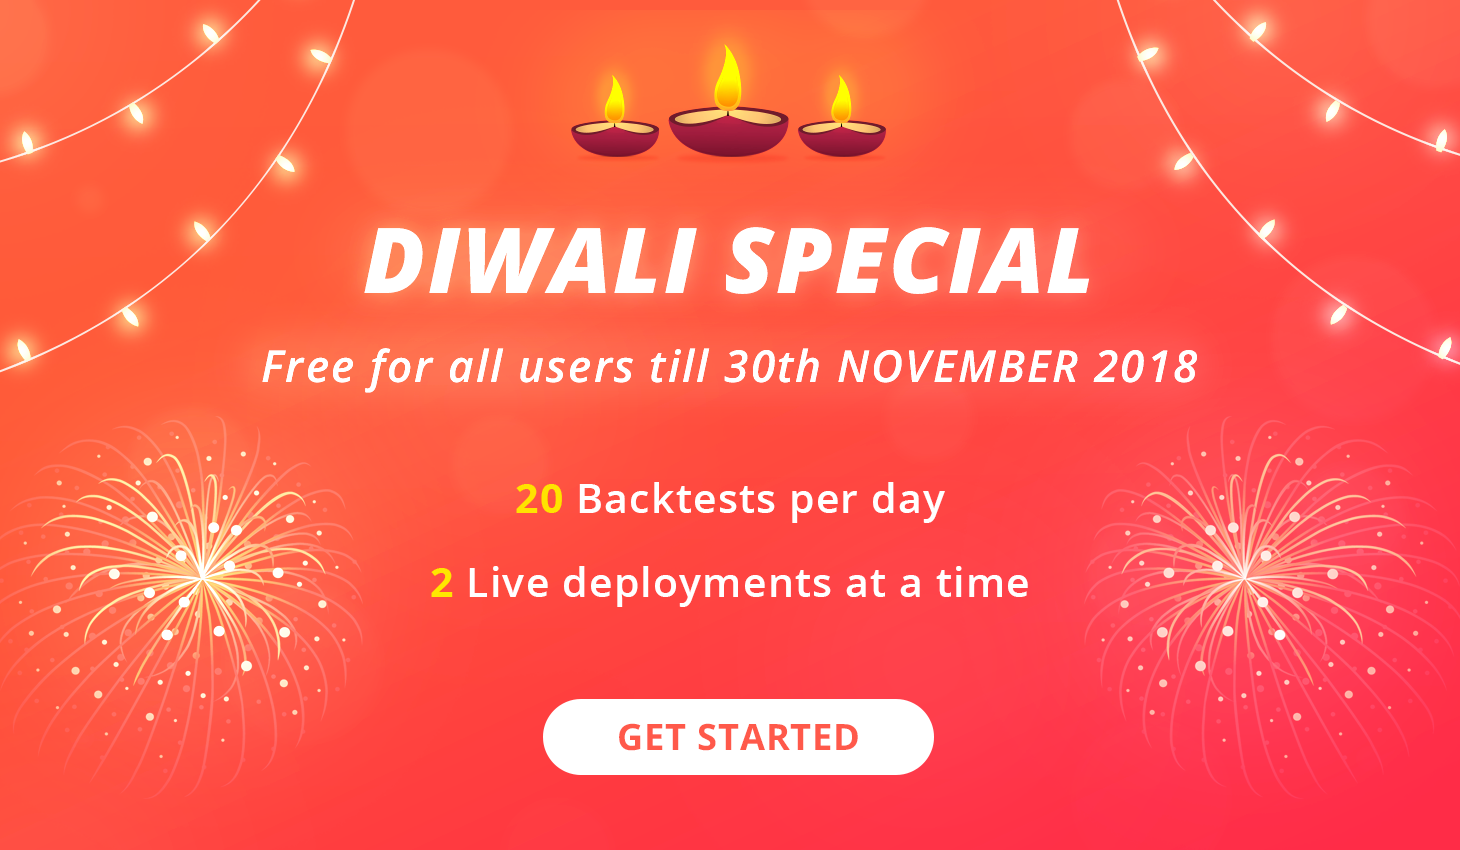 DIWALI SPECIAL
Free for all users till 30th NOVEMBER 2018
20 Backtests per day
2 Live deployments at a time
GET STARTED